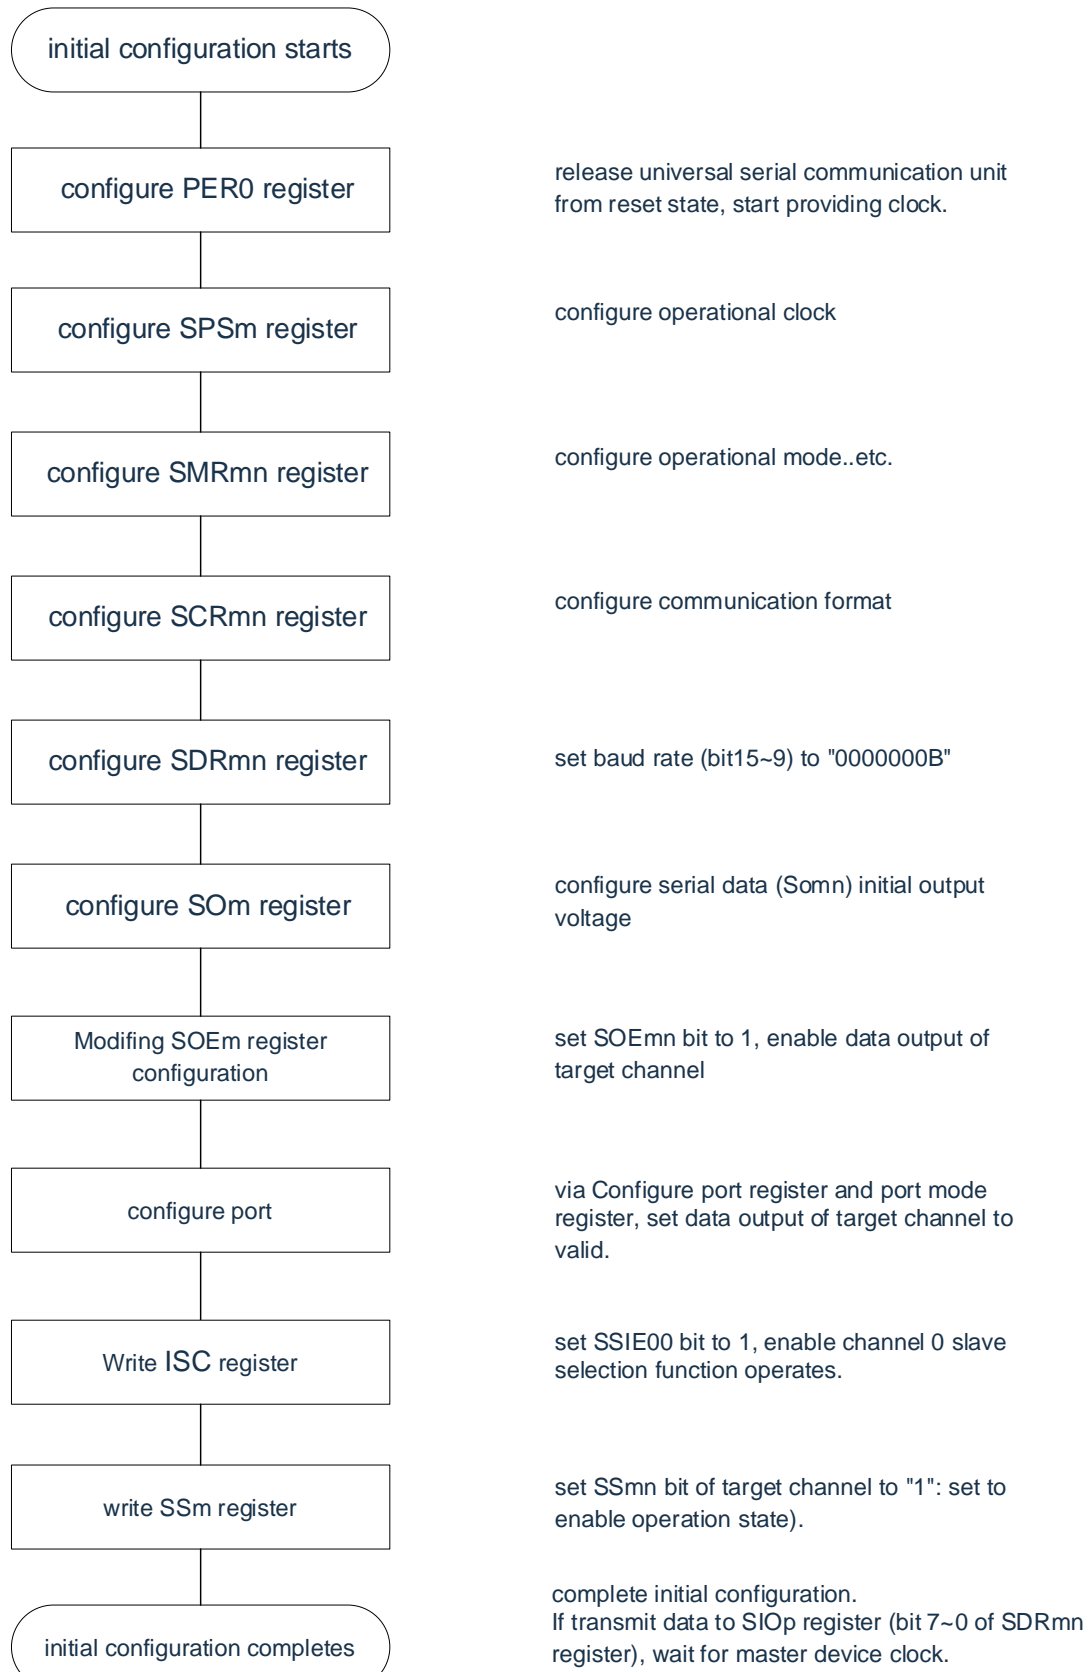 initial configuration starts
configure PER0 register
release universal serial communication unit
from reset state, start providing clock.
configure SPSm register
configure operational clock
configure SMRmn register
configure operational mode..etc.
configure SCRmn register
configure communication format
configure SDRmn register
set baud rate (bit15~9) to "0000000B"
configure SOm register
configure serial data (Somn) initial output
voltage
Modifing SOEm register
configuration
set SOEmn bit to 1, enable data output of
target channel
configure port
via Configure port register and port mode
register, set data output of target channel to
valid.
Write ISC register
set SSIE00 bit to 1, enable channel 0 slave
selection function operates.
write SSm register
set SSmn bit of target channel to "1": set to
enable operation state).
initial configuration completes
complete initial configuration.
If transmit data to SIOp register (bit 7~0 of SDRmn
register), wait for master device clock.